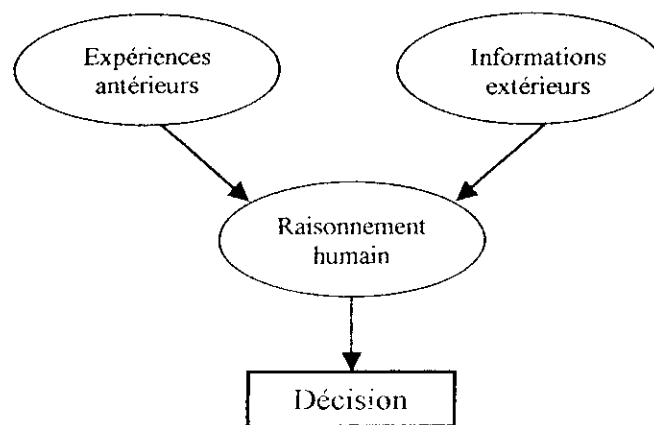 Expériences
antérieurs
Informations
extérieurs
Raisonnement
humain
Décision